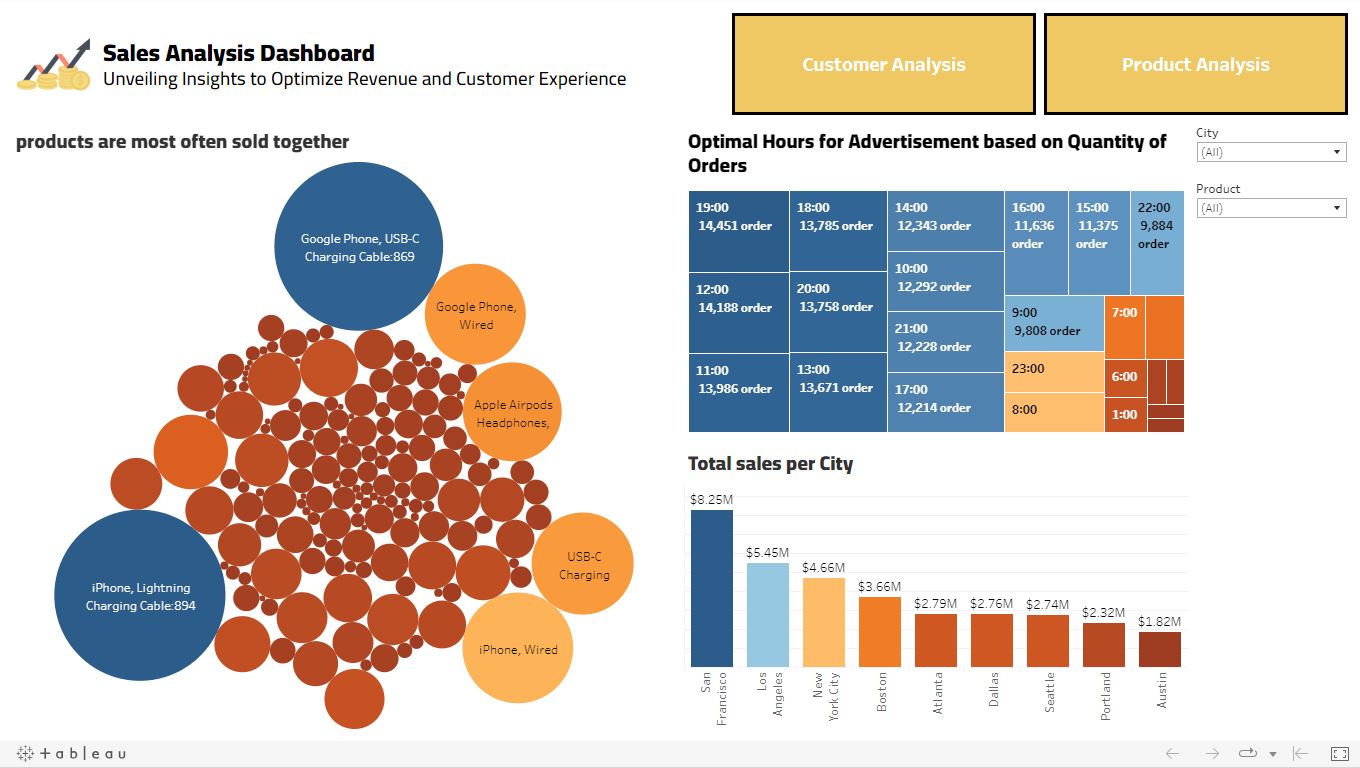 Sales Analysis Dashboard
Unveiling Insights to Optimize Revenue and Customer Experience
Customer Analysis
Product Analysis
products are most often sold together
Google Phone, USB-C
Charging Cable:869
Google Phone,
Wired
Apple Airpods
Headphones,
USB-C
Charging
iPhone, Lightning
Charging Cable:894
iPhone, Wired
Optimal Hours for Advertisement based on Quantity of
Orders
19:00
14,451 order
12:00
14,188 order
11:00
13,986 order
18:00
13,785 order
20:00
13,758 order
13:00
13,671 order
14:00
12,343 order
10:00
12,292 order
21:00
12,228 order
17:00
12,214 order
16:00
11,636
order
15:00
11,375
order
22:00
9,884
order
9:00
9,808 order
23:00
8:00
7:00
6:00
1:00
City
(All)
Product
(All)
Total sales per City
$8.25M
$5.45M
$4.66M
$3.66M
$2.79M
$2.76M
$2.74M
$2.32M
$1.82M
San
Francisco
Los
Angeles
New
York City
Boston
Atlanta
Dallas
Seattle
Portland
Austin
+ableau